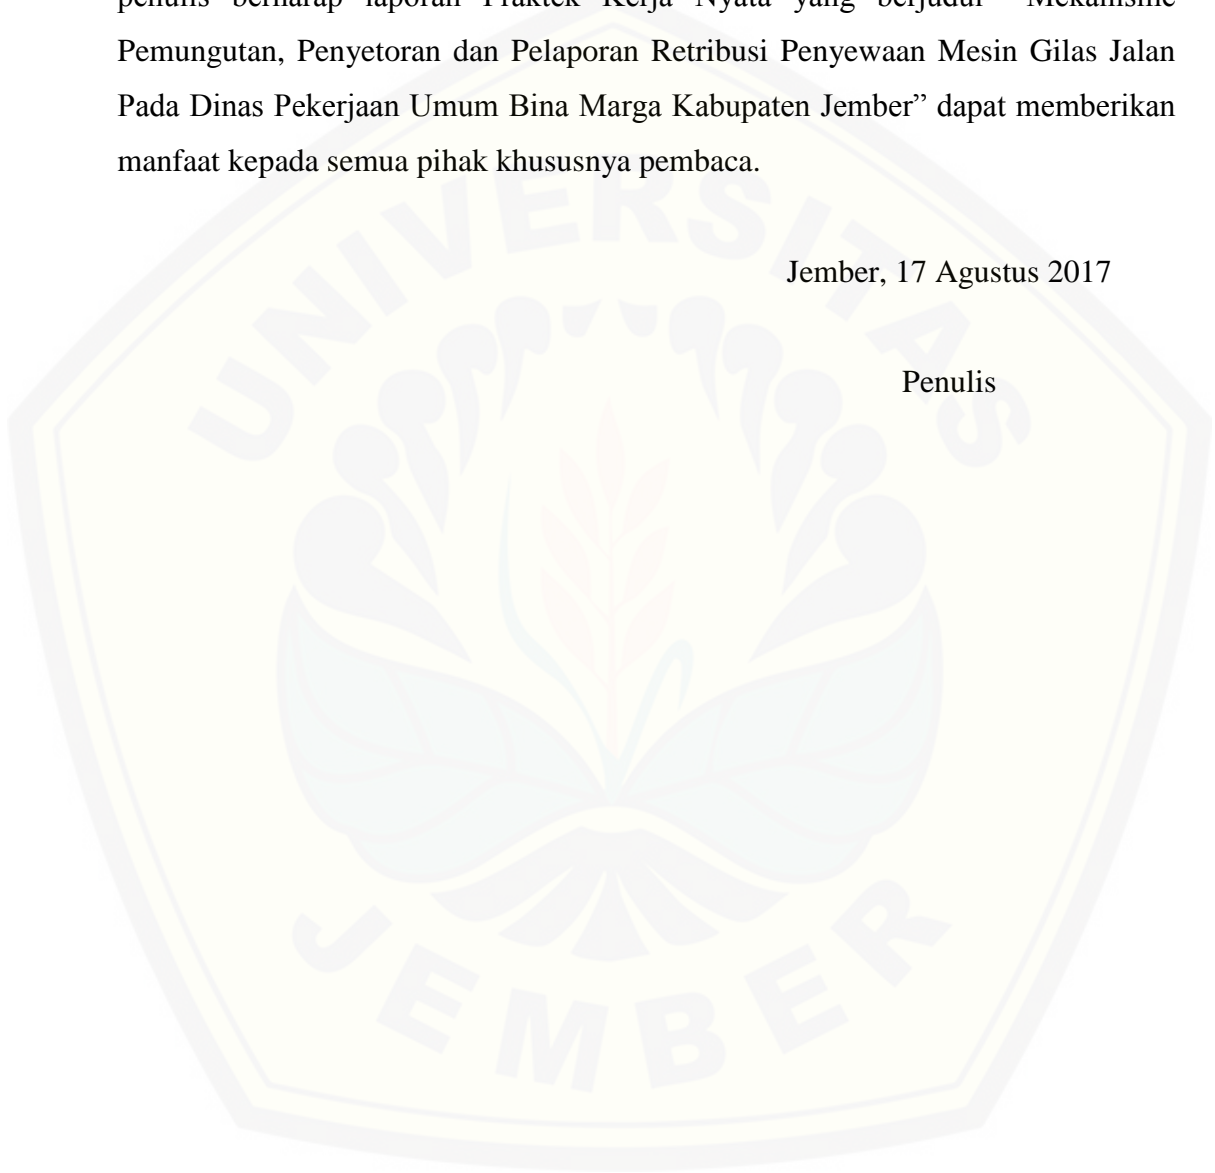 penulis berharap laporan Praktek Kerja Nyata yang berjudul “Mekanisme
Pemungutan, Penyetoran dan Pelaporan Retribusi Penyewaan Mesin Gilas Jalan
Pada Dinas Pekerjaan Umum Bina Marga Kabupaten Jember” dapat memberikan
manfaat kepada semua pihak khususnya pembaca.
Jember, 17 Agustus 2017
Penulis
UNIVERSITAS
JEMBER